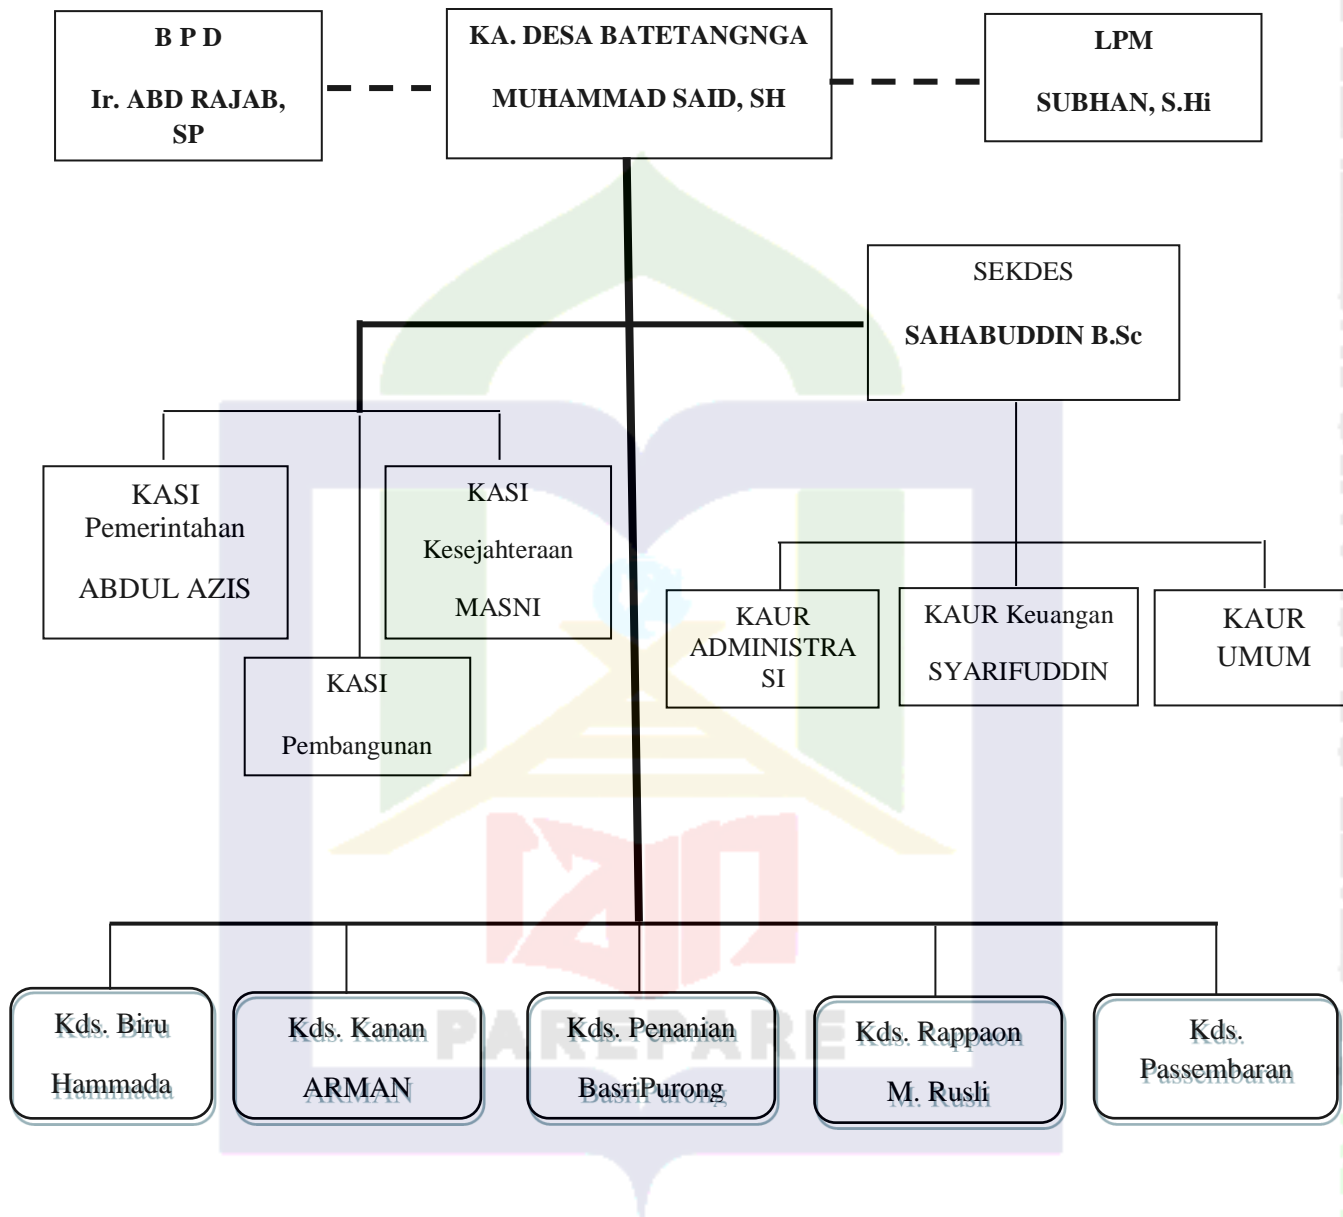 B P D
Ir. ABD RAJAB,
SP
KA. DESA BATETANGNGA
MUHAMMAD SAID, SH
LPM
SUBHAN, S.Hi
SEKDES
SAHABUDDIN B.Sc
KASI
Pemerintahan
ABDUL AZIS
KASI
Kesejahteraan
MASNI
KASI
Pembangunan
KAUR
ADMINISTRA
SI
KAUR Keuangan
SYARIFUDDIN
KAUR
UMUM
Kds. Biru
Hammada
Kds. Kanan
ARMAN
Kds. Penanian
BasriPurong
Kds. Rappaon
M. Rusli
Kds.
Passembaran
IAIN
PAREPARE